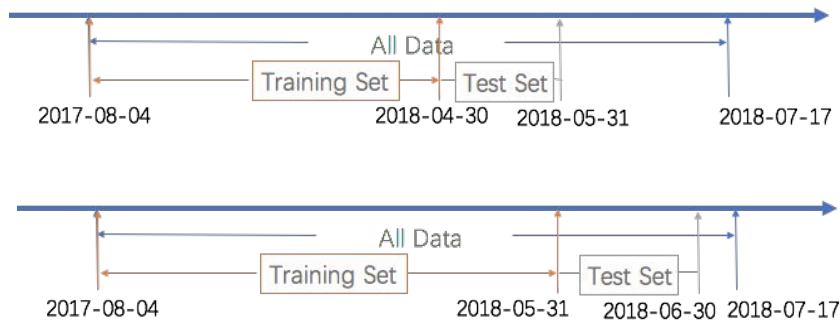 All Data
Training Set
Test Set
2017-08-04
2018-04-30
2018-05-31
2018-07-17
All Data
Training Set
Test Set
2017-08-04
2018-05-31
2018-06-30
2018-07-17